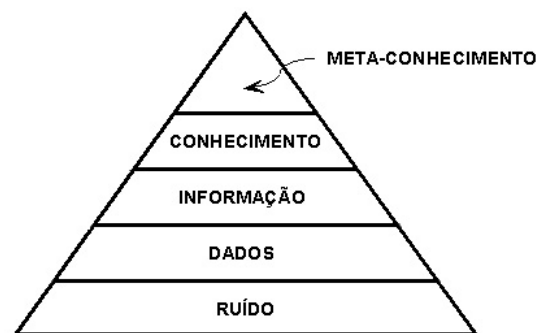 META-CONHECIMENTO
CONHECIMENTO
INFORMAÇÃO
DADOS
RUÍDO